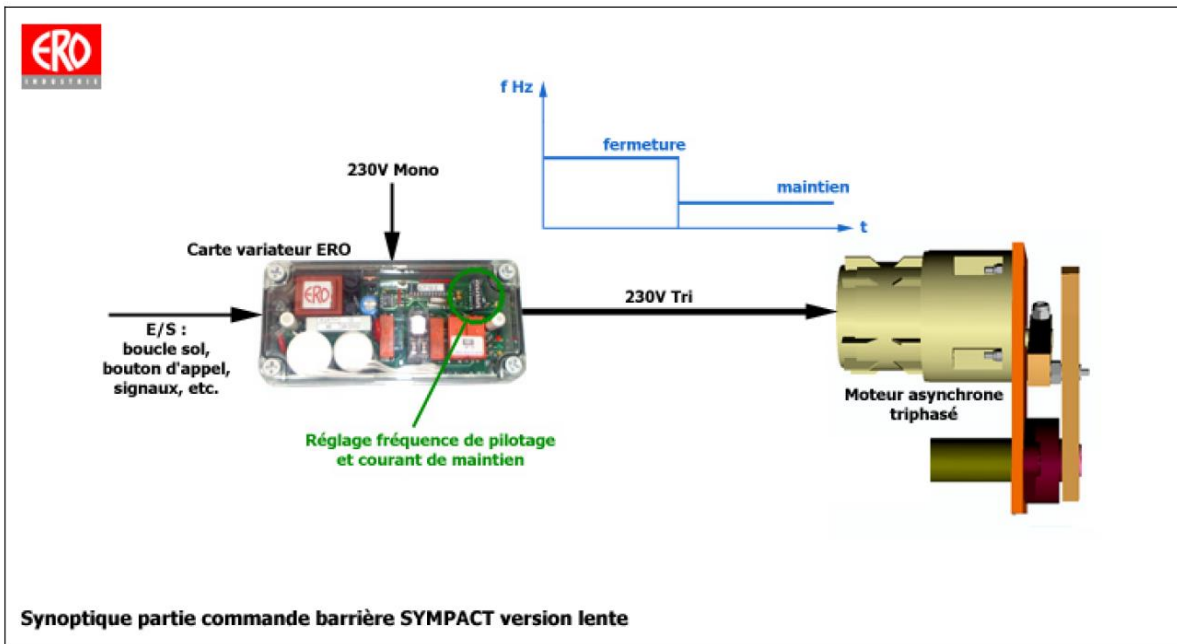 ERO
INDUSTRIE
f Hz
fermeture
230V Mono
maintien
t
Carte variateur ERO
ERO
230V Tri
E/S :
boucle sol,
bouton d'appel,
signaux, etc.
Moteur asynchrone
triphasé
Réglage fréquence de pilotage
et courant de maintien
Synoptique partie commande barrière SYMPACT version lente